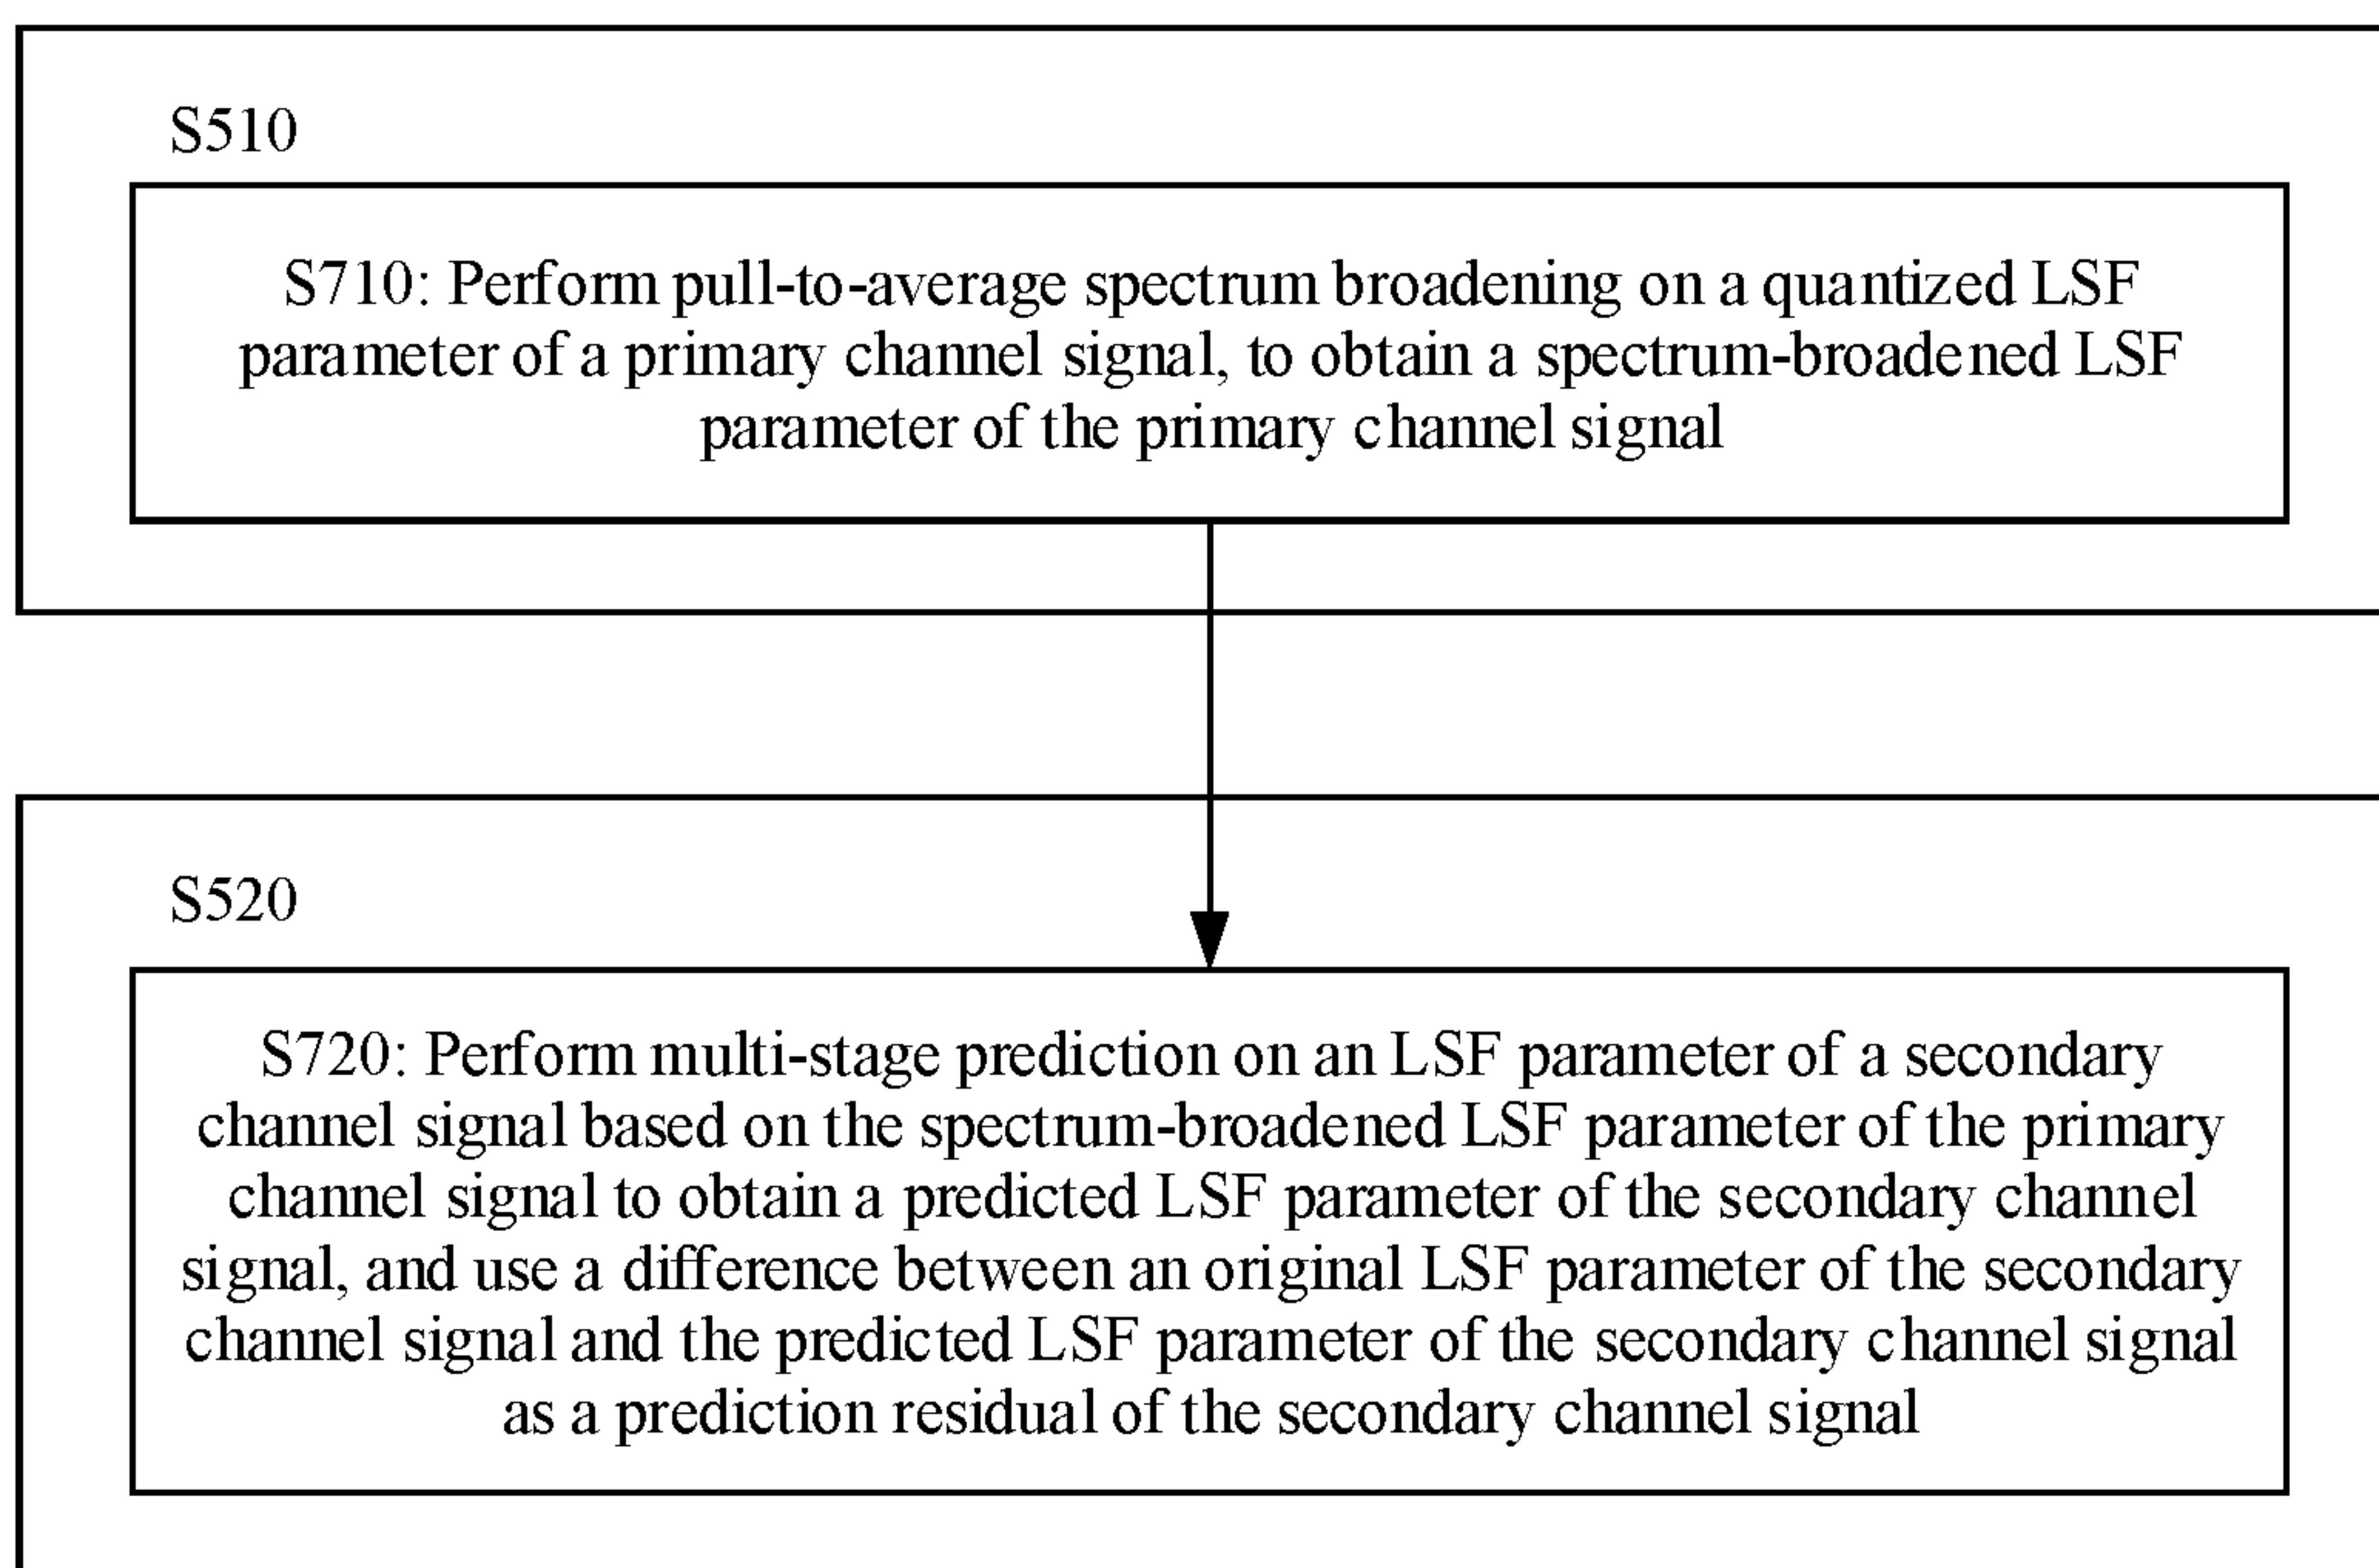 S510
S710: Perform pull-to-average spectrum broadening on a quantized LSF
parameter of a primary channel signal, to obtain a spectrum-broadened LSF
parameter of the primary channel signal
S520
S720: Perform multi-stage prediction on an LSF parameter of a secondary
channel signal based on the spectrum-broadened LSF parameter of the primary
channel signal to obtain a predicted LSF parameter of the secondary channel
signal, and use a difference between an original LSF parameter of the secondary
channel signal and the predicted LSF parameter of the secondary channel signal
as a prediction residual of the secondary channel signal